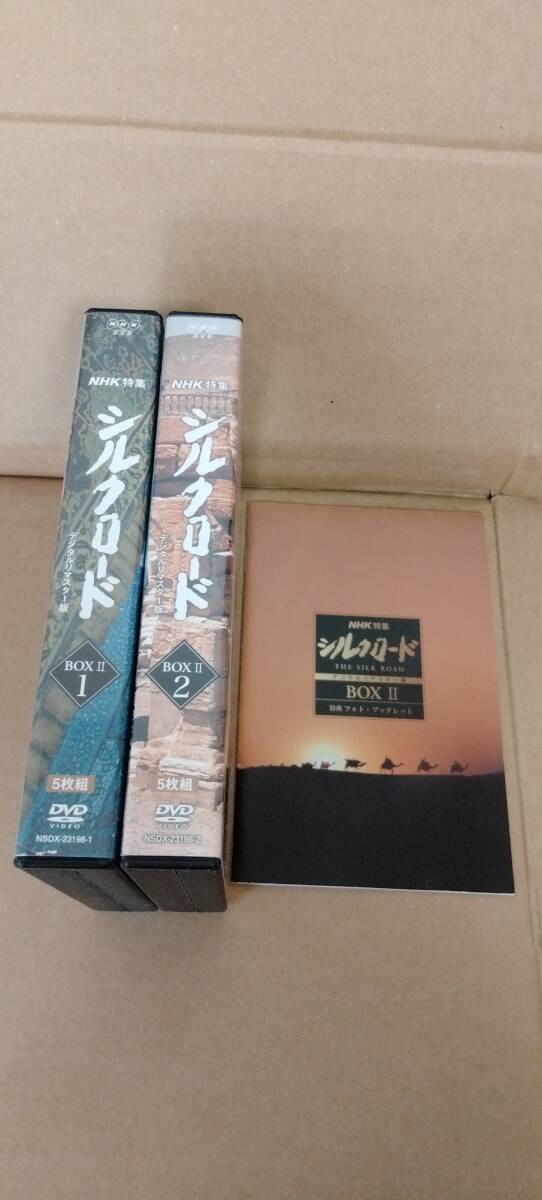 NHK
DVD
NHK特集
シルクロード
デジタルリマスター版
BOX II
1
5枚組
DVD
VIDEO
NSDX-23198-1
NHK
DVD
NHK特集
シルクロード
デジタルリマスター版
BOX II
2
5枚組
DVD
VIDEO
NSDX-23198-2
NHK特集
シルクロード
THE SILK ROAD
デジタルリマスター版
BOX II
特典フォト・ブックレット